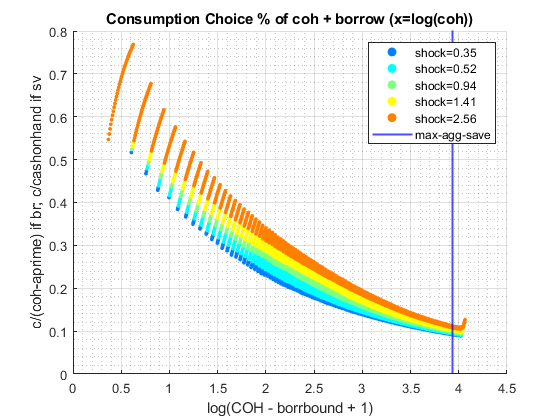 Consumption Choice % of coh + borrow (x=log(coh))
c/(coh-aprime) if br, c/cashonhand if sv
0.8
0.7
0.6
0.5
0.4
0.3
0.2
0.1
0
shock=0.35
shock=0.52
shock=0.94
shock=1.41
shock=2.56
max-agg-save
0 0.5 1 1.5 2 2.5 3 3.5 4 4.5
log(COH - borrbound + 1)